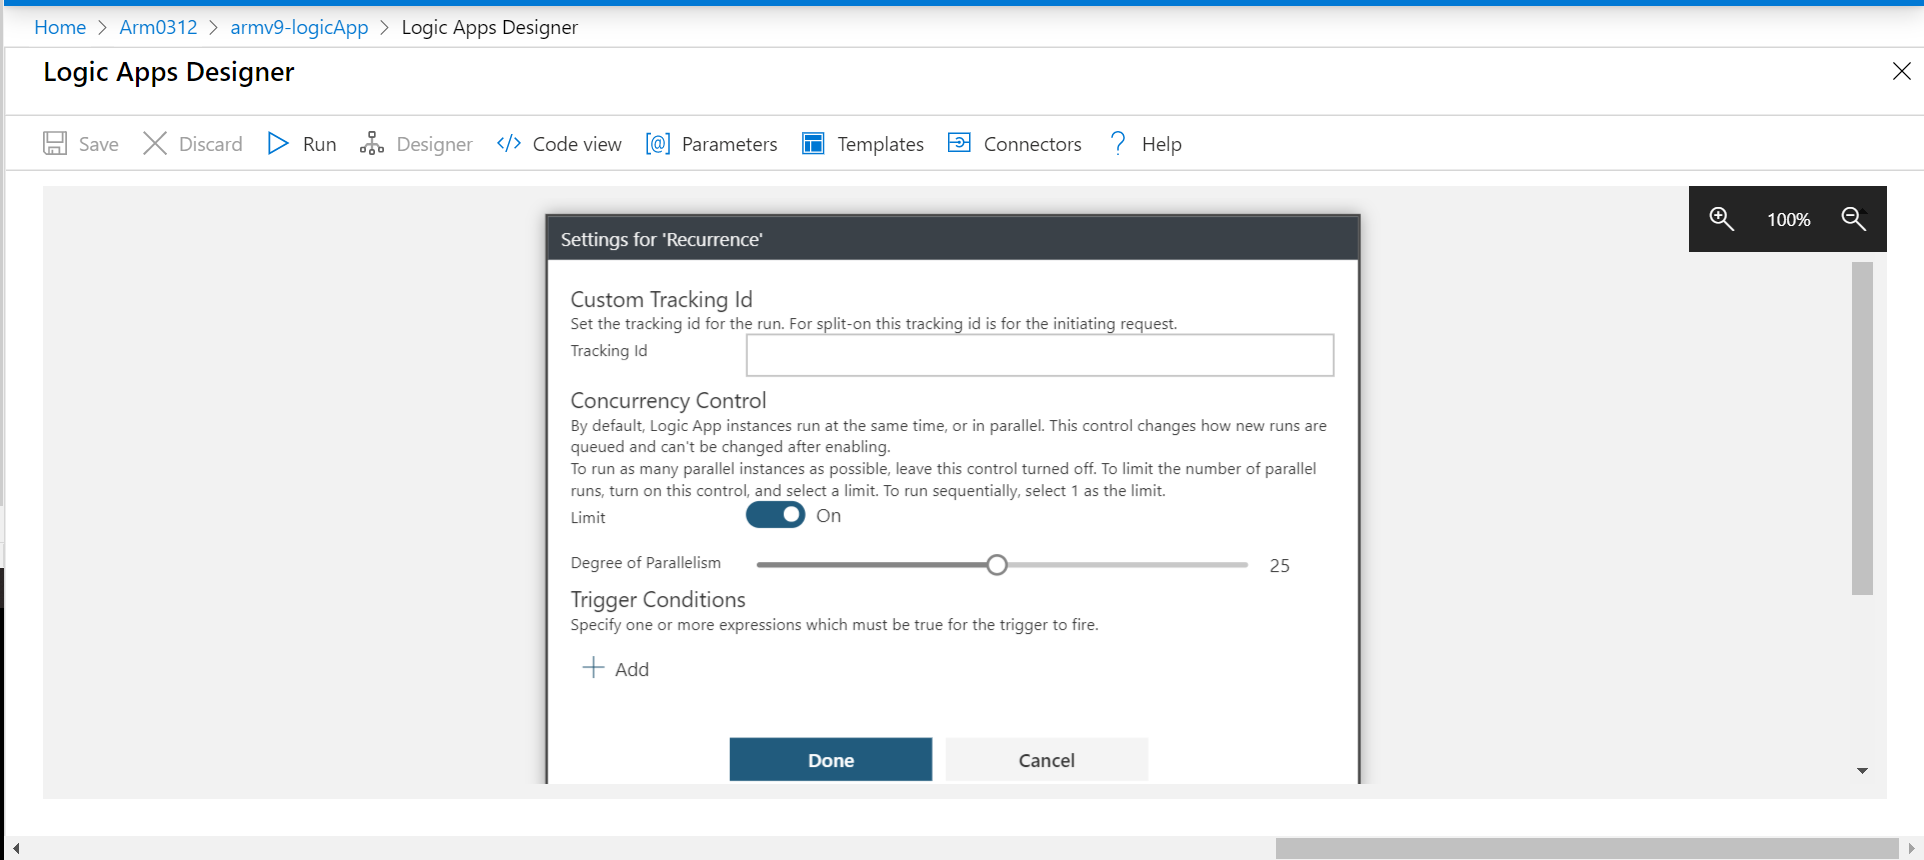 Home > Arm0312 > armv9-logicApp > Logic Apps Designer
Logic Apps Designer
Save Discard Run Designer </> Code view [@] Parameters Templates Connectors ? Help
100%
Settings for 'Recurrence'
Custom Tracking Id
Set the tracking id for the run. For split-on this tracking id is for the initiating request.
Tracking Id
Concurrency Control
By default, Logic App instances run at the same time, or in parallel. This control changes how new runs are
queued and can't be changed after enabling.
To run as many parallel instances as possible, leave this control turned off. To limit the number of parallel
runs, turn on this control, and select a limit. To run sequentially, select 1 as the limit.
Limit On
Degree of Parallelism 25
Trigger Conditions
Specify one or more expressions which must be true for the trigger to fire.
+ Add
Done Cancel